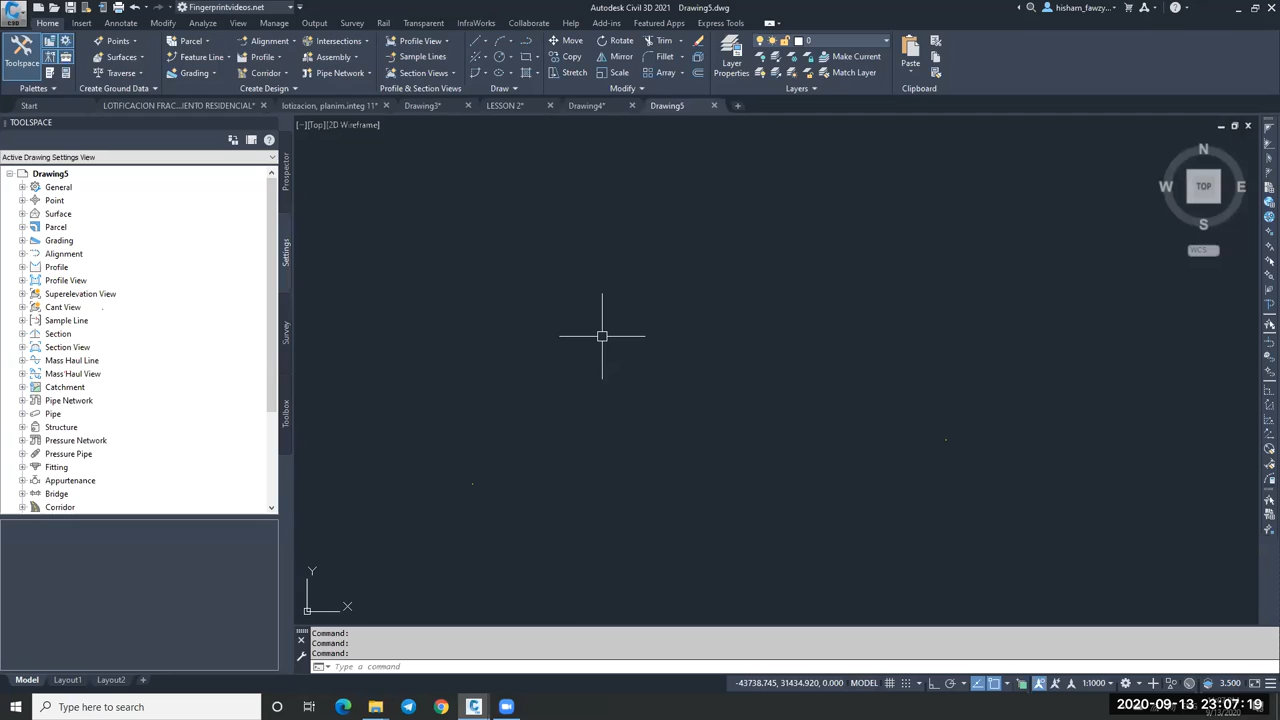 Fingerprintvideos.net
Autodesk Civil 3D 2021 Drawing5.dwg
hisham_fawzy...
C3D
Home Insert Annotate Modify Analyze View Manage Output Survey Rail Transparent InfraWorks Collaborate Help Add-ins Featured Apps Express Tools
Points Parcel Alignment Intersections Profile View Move Rotate Trim 0
Surfaces Feature Line Profile Assembly Sample Lines Copy Mirror Fillet Make Current
Toolspace Traverse Grading Corridor Pipe Network Section Views Stretch Scale Array Layer Properties Match Layer Paste
Palettes Create Ground Data Create Design Profile & Section Views Draw Modify Layers Clipboard
Start LOTIFICACION FRAC...IENTO RESIDENCIAL* lotizacion, planim.integ 11* Drawing3* LESSON 2* Drawing4* Drawing5
TOOLSPACE
[−][Top][2D Wireframe]
Active Drawing Settings View
Drawing5
General
Point
Surface
Parcel
Grading
Alignment
Profile
Profile View
Superelevation View
Cant View
Sample Line
Section
Section View
Mass Haul Line
Mass Haul View
Catchment
Pipe Network
Pipe
Structure
Pressure Network
Pressure Pipe
Fitting
Appurtenance
Bridge
Corridor
Prospector
Settings
Survey
Toolbox
N
W TOP E
S
WCS
Y
X
Command:
Command:
Command:
Type a command
Model Layout1 Layout2
-43738.745, 31434.920, 0.000 MODEL 1:1000 3.500
Type here to search
2020-09-13 23:07:19